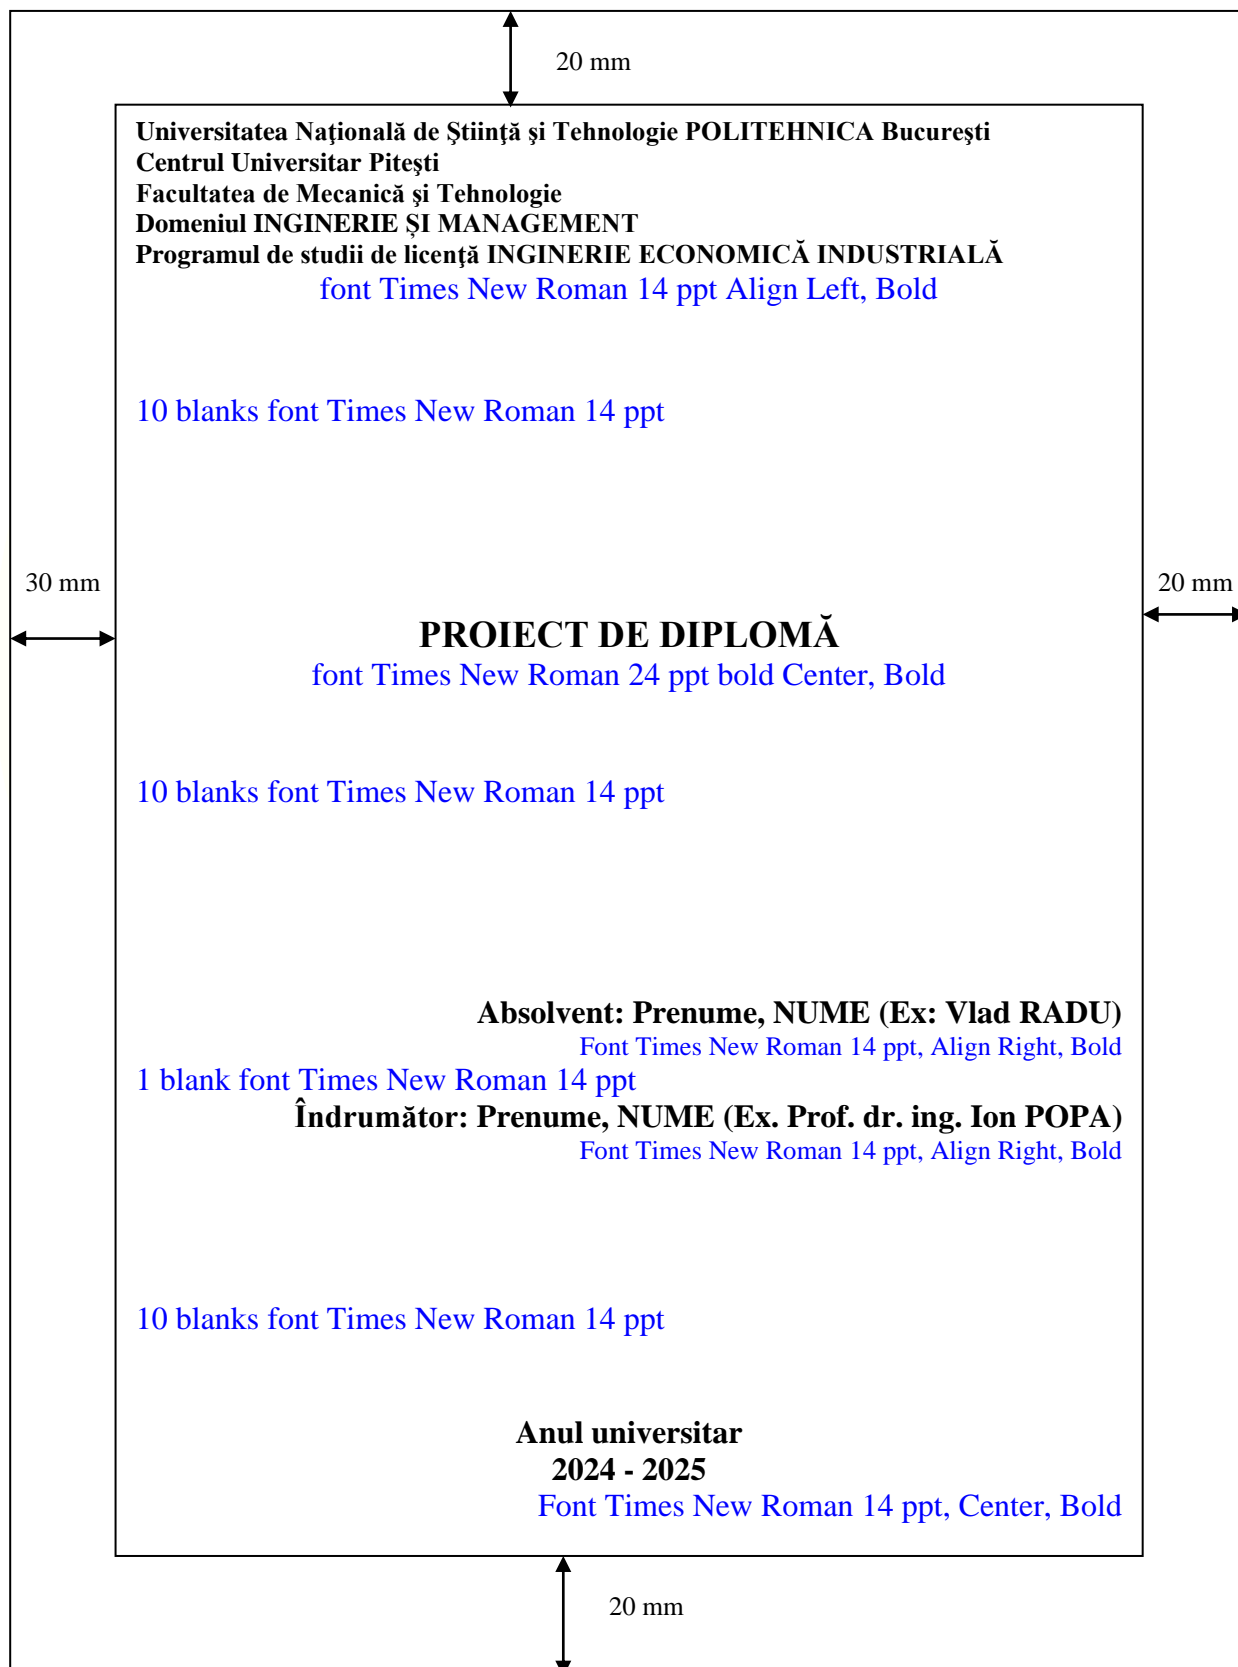 20 mm
Universitatea Naţională de Ştiinţă şi Tehnologie POLITEHNICA Bucureşti
Centrul Universitar Piteşti
Facultatea de Mecanică şi Tehnologie
Domeniul INGINERIE ȘI MANAGEMENT
Programul de studii de licenţă INGINERIE ECONOMICĂ INDUSTRIALĂ
font Times New Roman 14 ppt Align Left, Bold
10 blanks font Times New Roman 14 ppt
30 mm
20 mm
PROIECT DE DIPLOMĂ
font Times New Roman 24 ppt bold Center, Bold
10 blanks font Times New Roman 14 ppt
Absolvent: Prenume, NUME (Ex: Vlad RADU)
Font Times New Roman 14 ppt, Align Right, Bold
1 blank font Times New Roman 14 ppt
Îndrumător: Prenume, NUME (Ex. Prof. dr. ing. Ion POPA)
Font Times New Roman 14 ppt, Align Right, Bold
10 blanks font Times New Roman 14 ppt
Anul universitar
2024 - 2025
Font Times New Roman 14 ppt, Center, Bold
20 mm